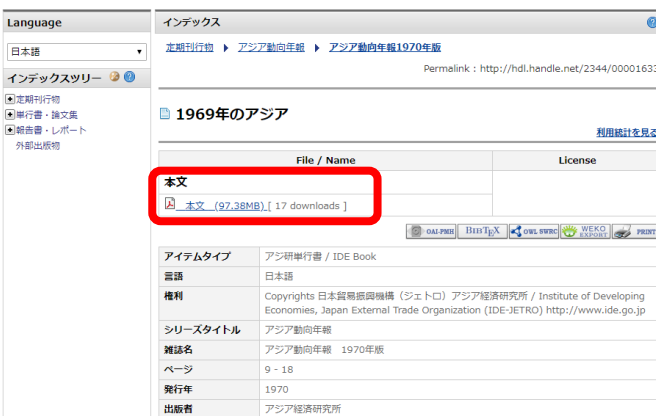 Language
日本語
インデックスツリー
定期刊行物
単行書・論文集
報告書・レポート
外部出版物
インデックス
定期刊行物 アジア動向年報 アジア動向年報1970年版
Permalink : http://hdl.handle.net/2344/00001633
1969年のアジア
利用統計を見る
File / Name License
本文
本文 (97.38MB) [ 17 downloads ]
OAI-PMH BIBTEX OWL SWRC WEKO EXPORT PRINT
アイテムタイプ アジ研単行書 / IDE Book
言語 日本語
権利 Copyrights 日本貿易振興機構（ジェトロ）アジア経済研究所 / Institute of Developing
Economies, Japan External Trade Organization (IDE-JETRO) http://www.ide.go.jp
シリーズタイトル アジア動向年報
雑誌名 アジア動向年報 1970年版
ページ 9 - 18
発行年 1970
出版者 アジア経済研究所